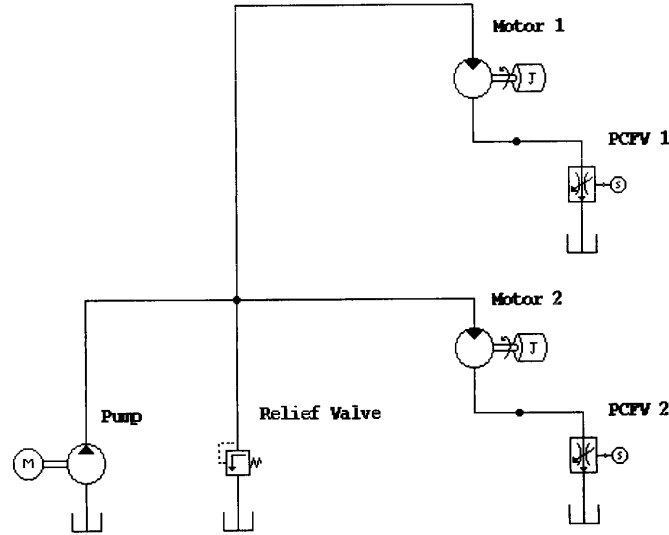 Motor 1
J
PCFV 1
S
Motor 2
J
Pump
Relief Valve
PCFV 2
M
S